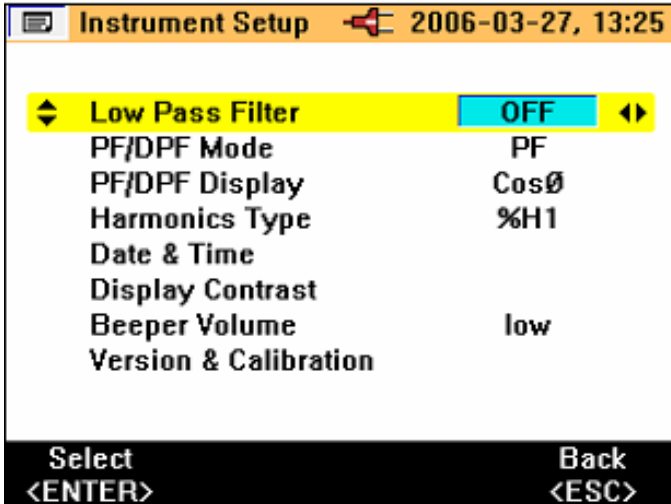 Instrument Setup 2006-03-27, 13:25
Low Pass Filter OFF
PF/DPF Mode PF
PF/DPF Display CosØ
Harmonics Type %H1
Date & Time
Display Contrast
Beeper Volume low
Version & Calibration
Select Back
<ENTER> <ESC>